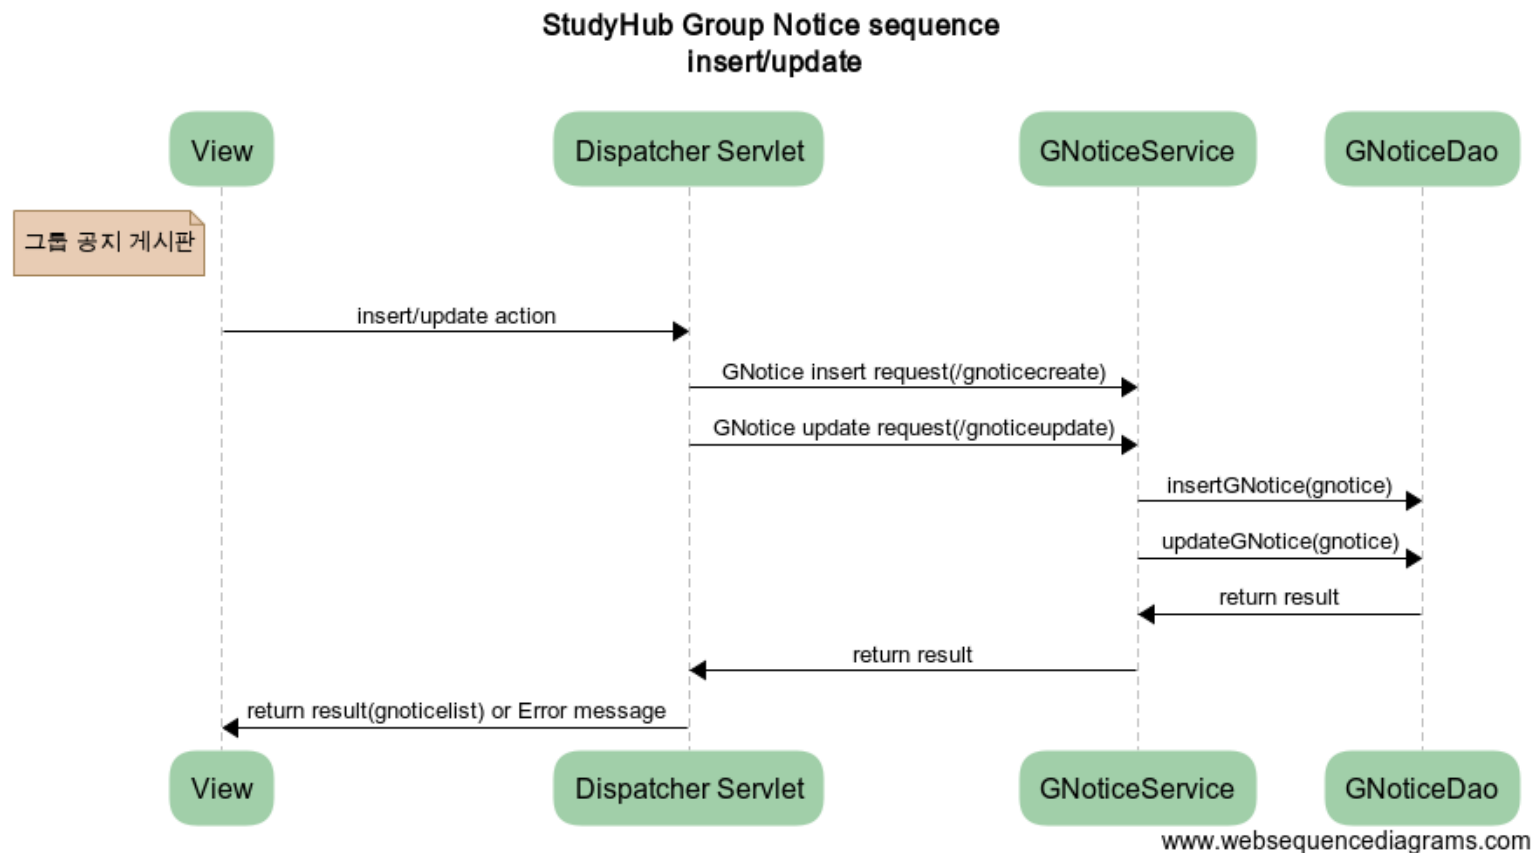 StudyHub Group Notice sequence
insert/update
View
Dispatcher Servlet
GNoticeService
GNoticeDao
그룹 공지 게시판
insert/update action
GNotice insert request(/gnoticecreate)
GNotice update request(/gnoticeupdate)
insertGNotice(gnotice)
updateGNotice(gnotice)
return result
return result
return result(gnoticelist) or Error message
View
Dispatcher Servlet
GNoticeService
GNoticeDao
www.websequencediagrams.com